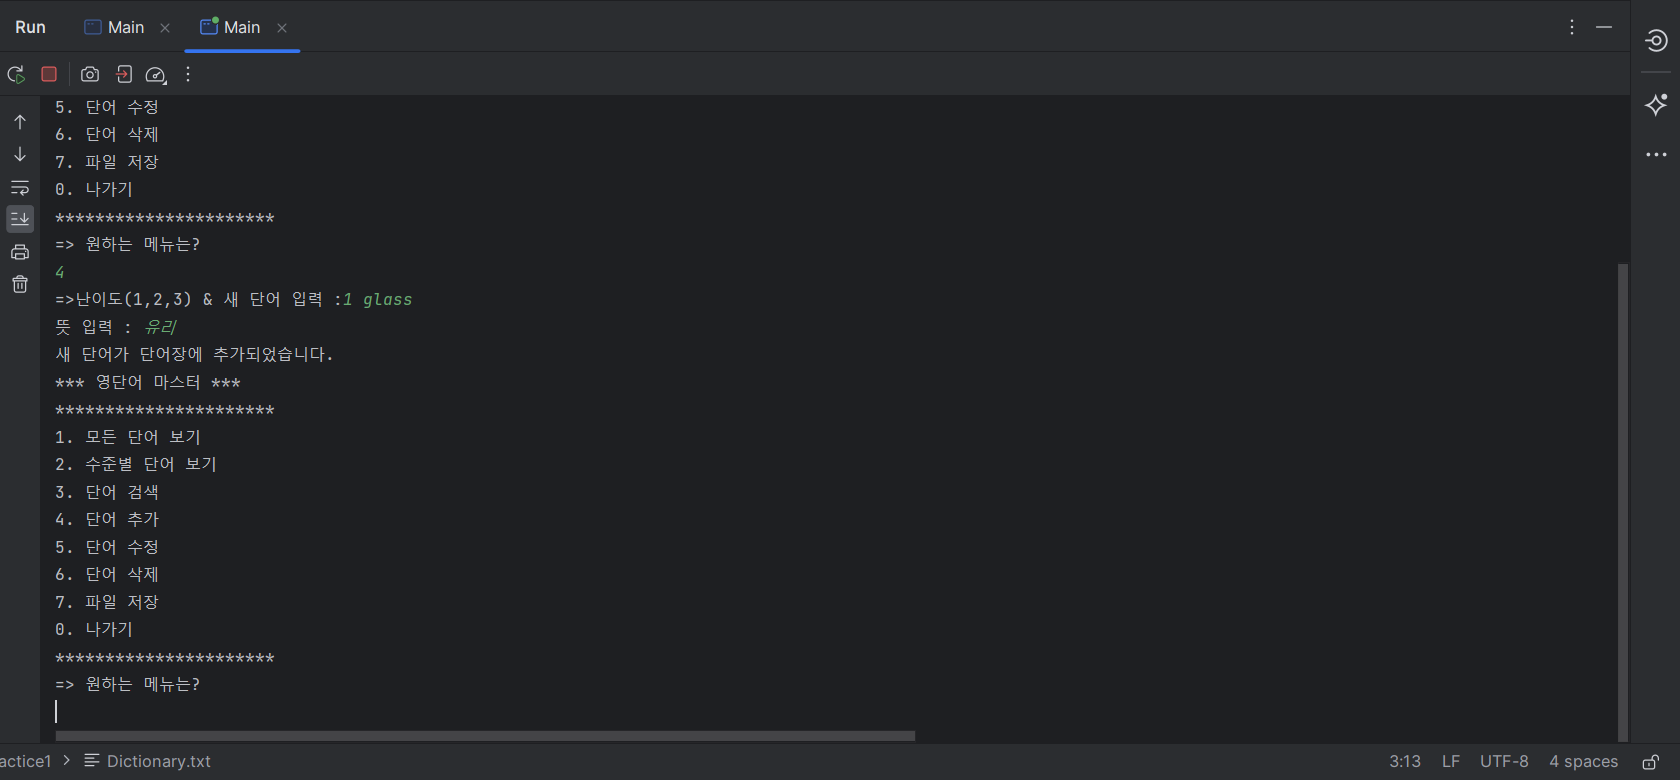 Run Main Main
5. 단어 수정
6. 단어 삭제
7. 파일 저장
0. 나가기
**********************
=> 원하는 메뉴는?
4
=>난이도(1,2,3) & 새 단어 입력 :1 glass
뜻 입력 : 유리
새 단어가 단어장에 추가되었습니다.
*** 영단어 마스터 ***
**********************
1. 모든 단어 보기
2. 수준별 단어 보기
3. 단어 검색
4. 단어 추가
5. 단어 수정
6. 단어 삭제
7. 파일 저장
0. 나가기
**********************
=> 원하는 메뉴는?
actice1 > Dictionary.txt 3:13 LF UTF-8 4 spaces